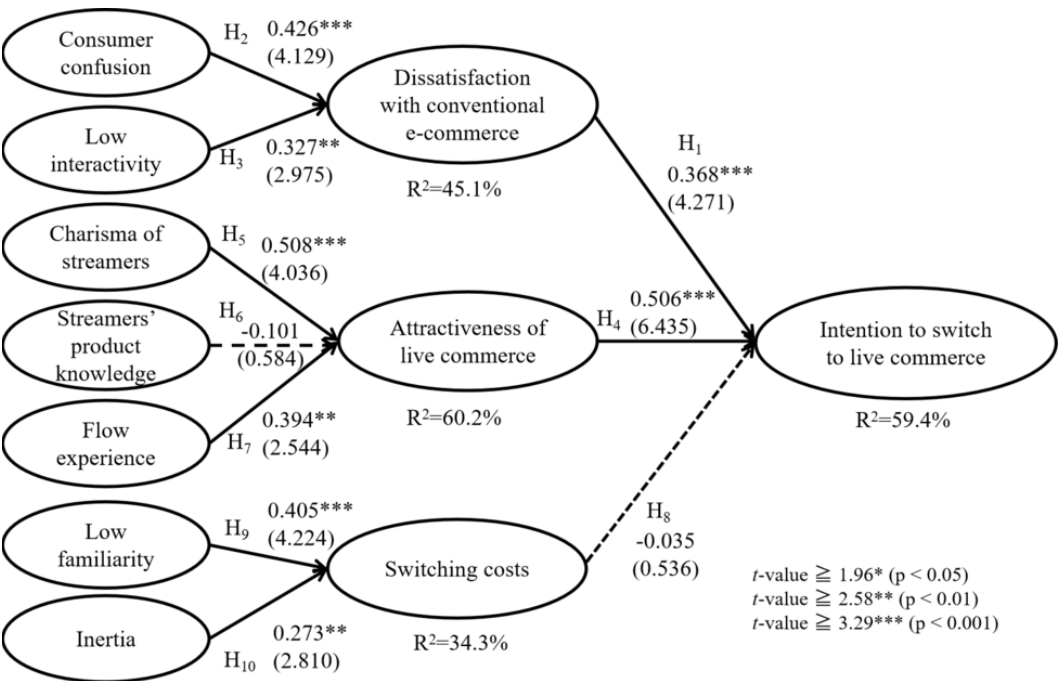 Consumer
confusion
H2 0.426***
(4.129)
Low
interactivity
H3 0.327**
(2.975)
Dissatisfaction
with conventional
e-commerce
R²=45.1%
H1
0.368***
(4.271)
Charisma of
streamers
H5 0.508***
(4.036)
Streamers’
product
knowledge
H6
-0.101
(0.584)
Flow
experience
H7 0.394**
(2.544)
Attractiveness of
live commerce
R²=60.2%
H4 0.506***
(6.435)
Intention to switch
to live commerce
R²=59.4%
Low
familiarity
H9 0.405***
(4.224)
Inertia
H10 0.273**
(2.810)
Switching costs
R²=34.3%
H8
-0.035
(0.536)
t-value ≧ 1.96* (p < 0.05)
t-value ≧ 2.58** (p < 0.01)
t-value ≧ 3.29*** (p < 0.001)